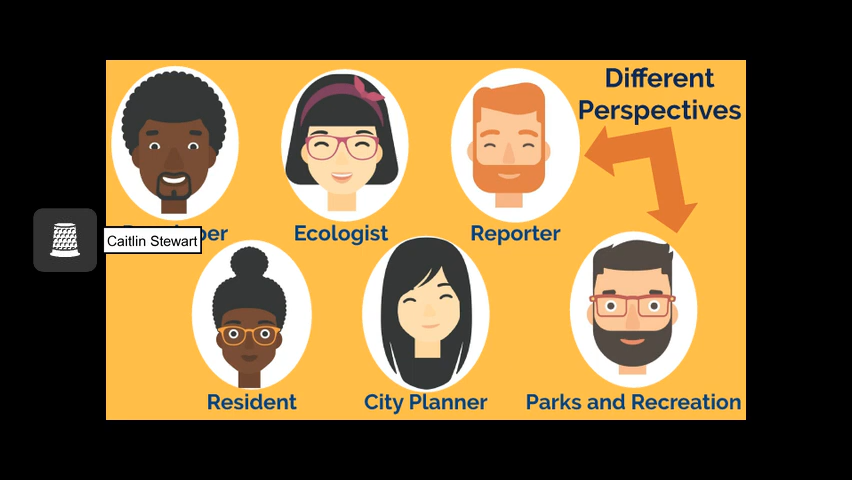 Different
Perspectives
Ecologist
Reporter
Caitlin Stewart
Resident
City Planner
Parks and Recreation